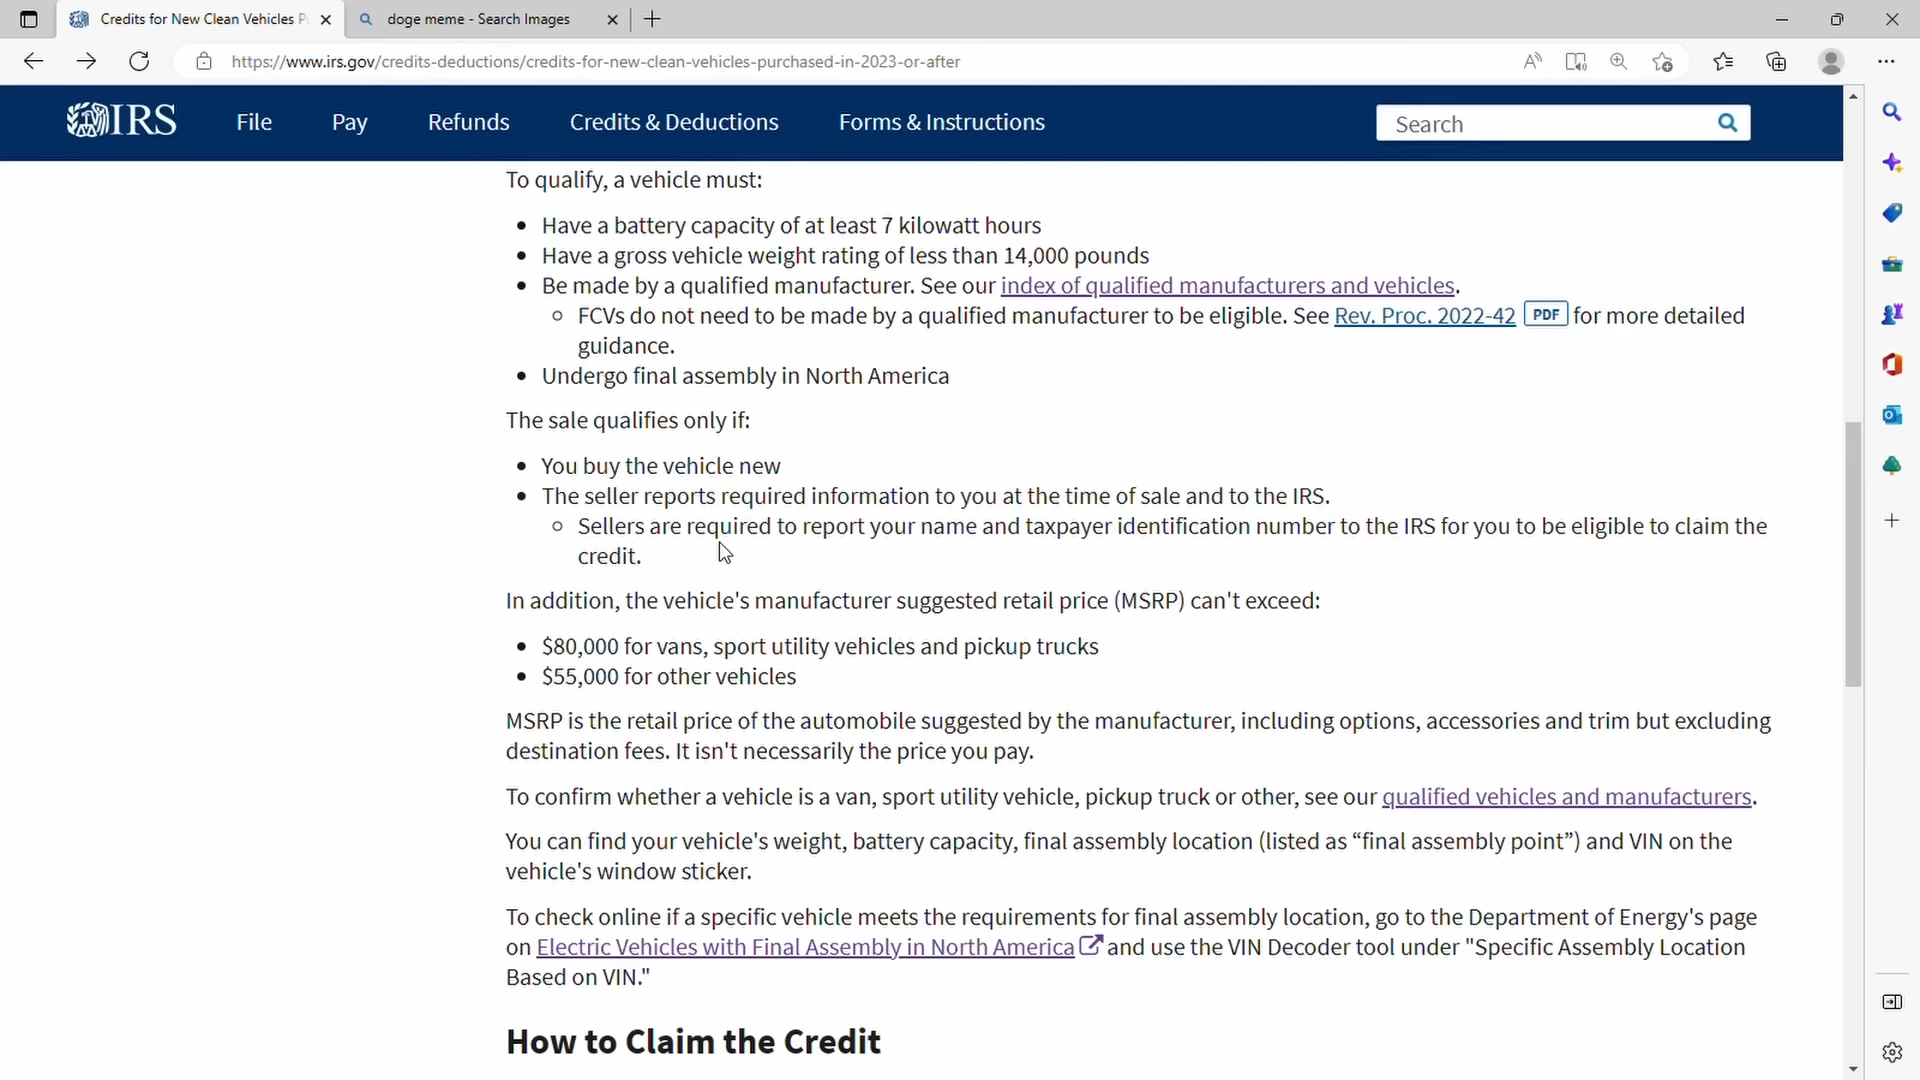 Credits for New Clean Vehicles P
doge meme - Search Images
https://www.irs.gov/credits-deductions/credits-for-new-clean-vehicles-purchased-in-2023-or-after
IRS File Pay Refunds Credits & Deductions Forms & Instructions Search
To qualify, a vehicle must:
• Have a battery capacity of at least 7 kilowatt hours
• Have a gross vehicle weight rating of less than 14,000 pounds
• Be made by a qualified manufacturer. See our index of qualified manufacturers and vehicles.
FCVs do not need to be made by a qualified manufacturer to be eligible. See Rev. Proc. 2022-42 PDF for more detailed
guidance.
• Undergo final assembly in North America
The sale qualifies only if:
• You buy the vehicle new
• The seller reports required information to you at the time of sale and to the IRS.
Sellers are required to report your name and taxpayer identification number to the IRS for you to be eligible to claim the
credit.
In addition, the vehicle's manufacturer suggested retail price (MSRP) can't exceed:
• $80,000 for vans, sport utility vehicles and pickup trucks
• $55,000 for other vehicles
MSRP is the retail price of the automobile suggested by the manufacturer, including options, accessories and trim but excluding
destination fees. It isn't necessarily the price you pay.
To confirm whether a vehicle is a van, sport utility vehicle, pickup truck or other, see our qualified vehicles and manufacturers.
You can find your vehicle's weight, battery capacity, final assembly location (listed as “final assembly point”) and VIN on the
vehicle's window sticker.
To check online if a specific vehicle meets the requirements for final assembly location, go to the Department of Energy's page
on Electric Vehicles with Final Assembly in North America and use the VIN Decoder tool under "Specific Assembly Location
Based on VIN."
How to Claim the Credit